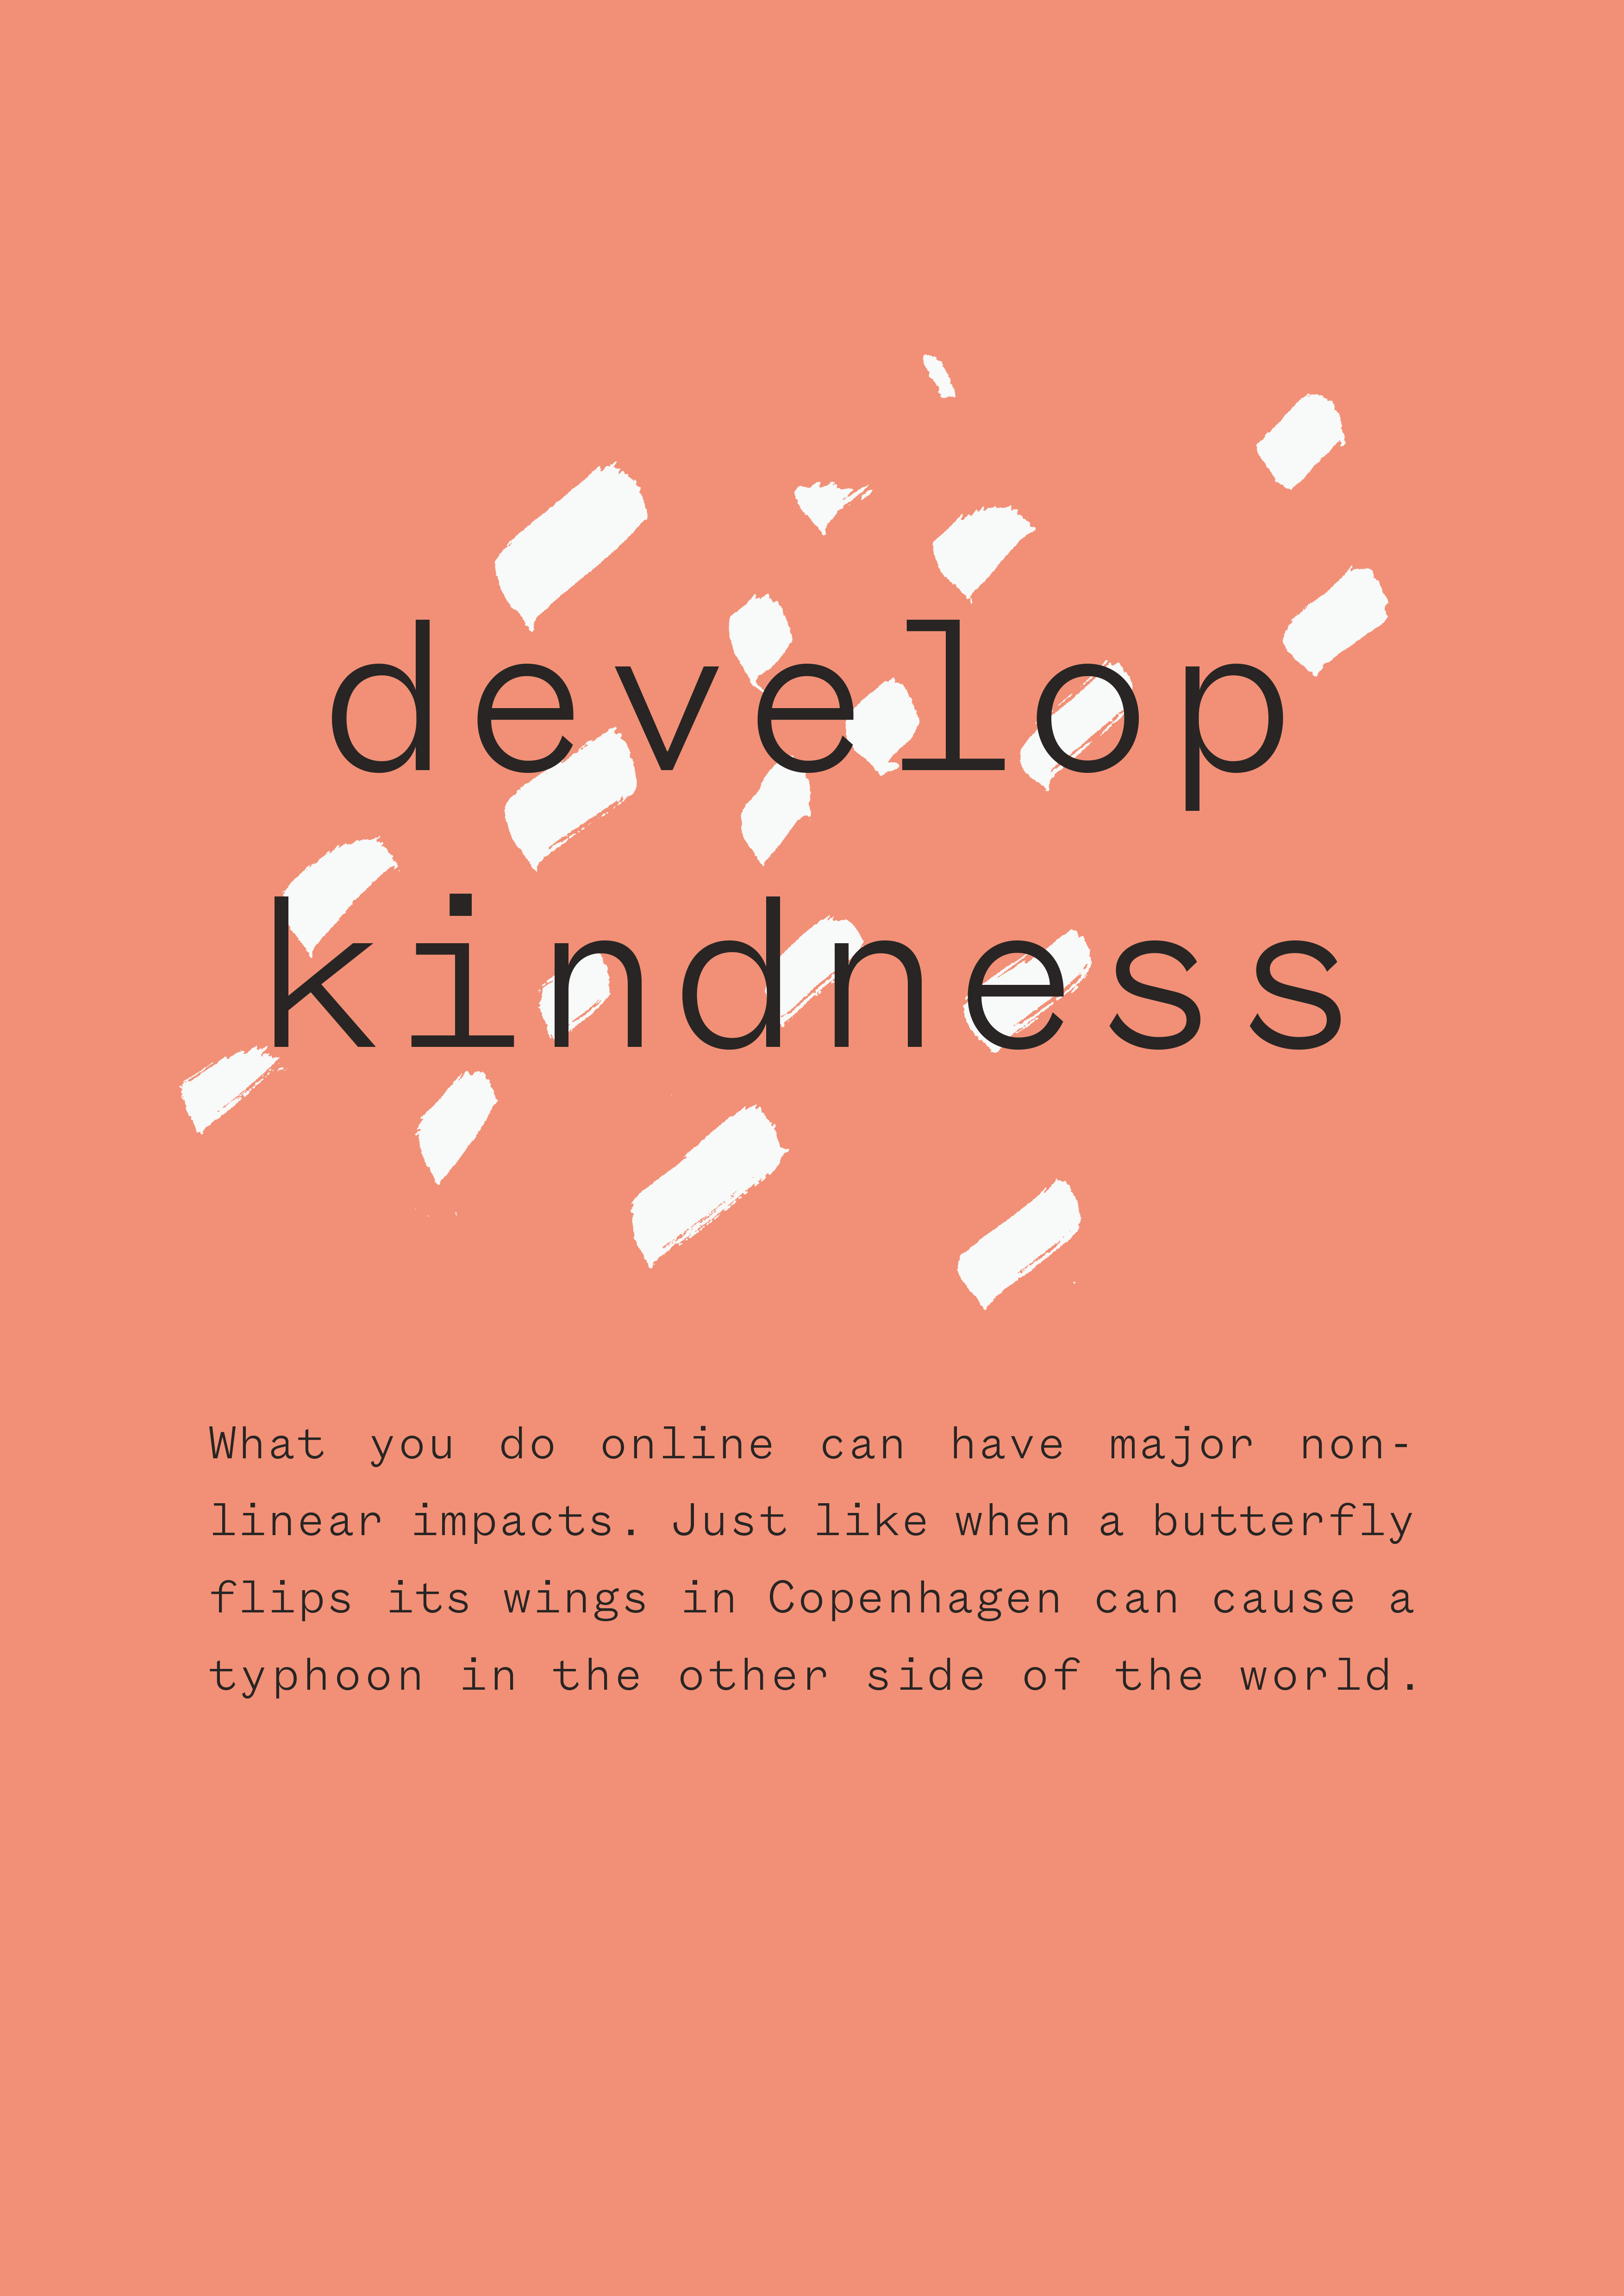 develop
kindness
What you do online can have major non-
linear impacts. Just like when a butterfly
flips its wings in Copenhagen can cause a
typhoon in the other side of the world.